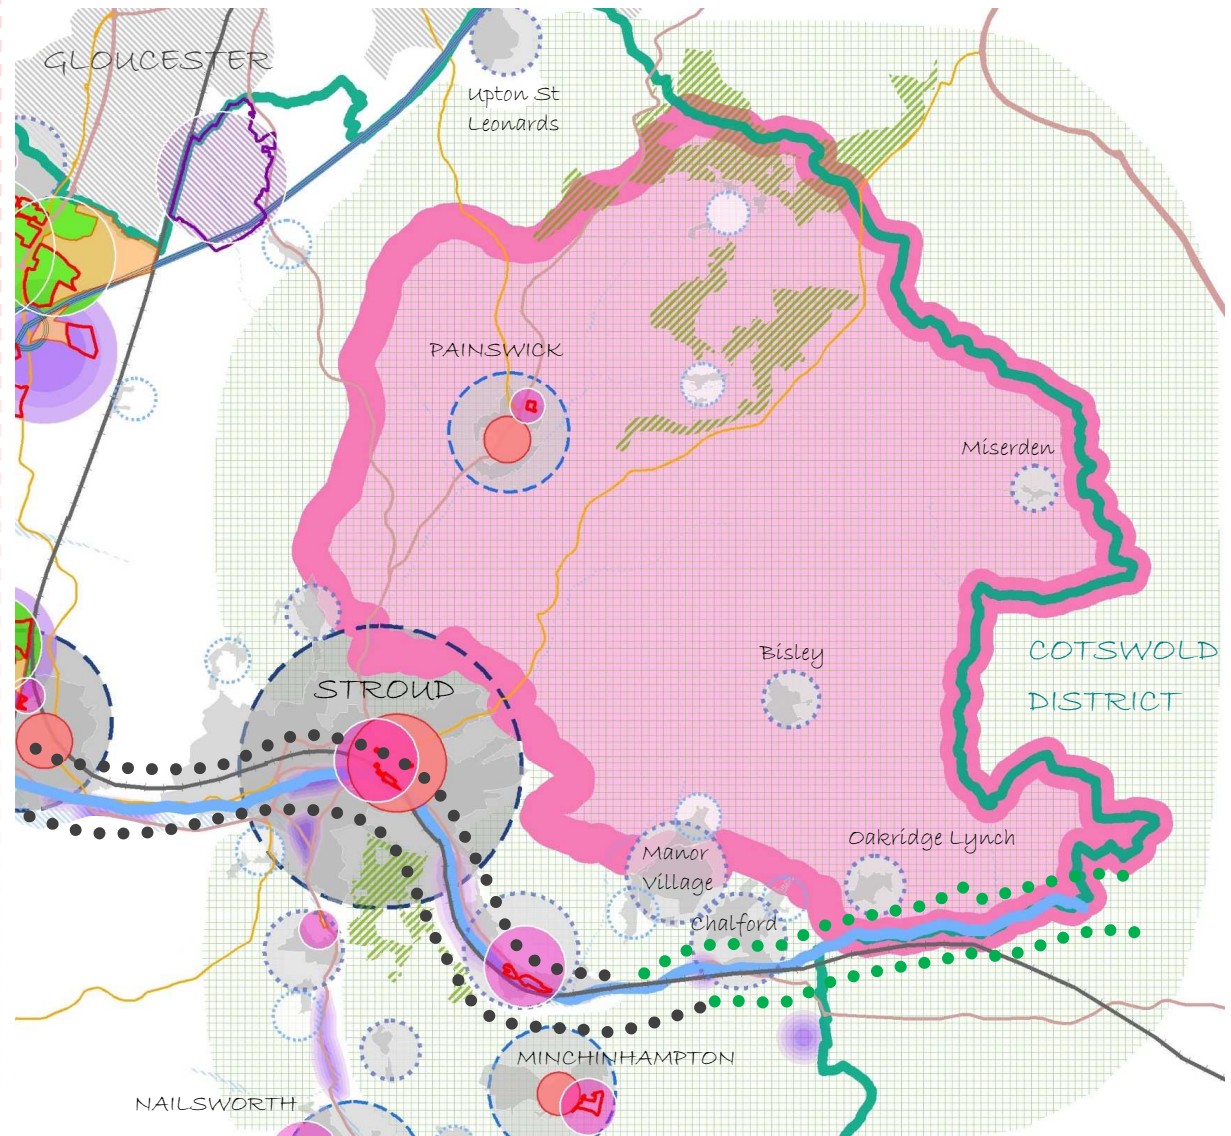 GLOUCESTER
Upton St
Leonards
PAINSWICK
Miserden
COTSWOLD
DISTRICT
Bisley
STROUD
Oakridge Lynch
Manor
Village
Chalford
MINCHINHAMPTON
NAILSWORTH